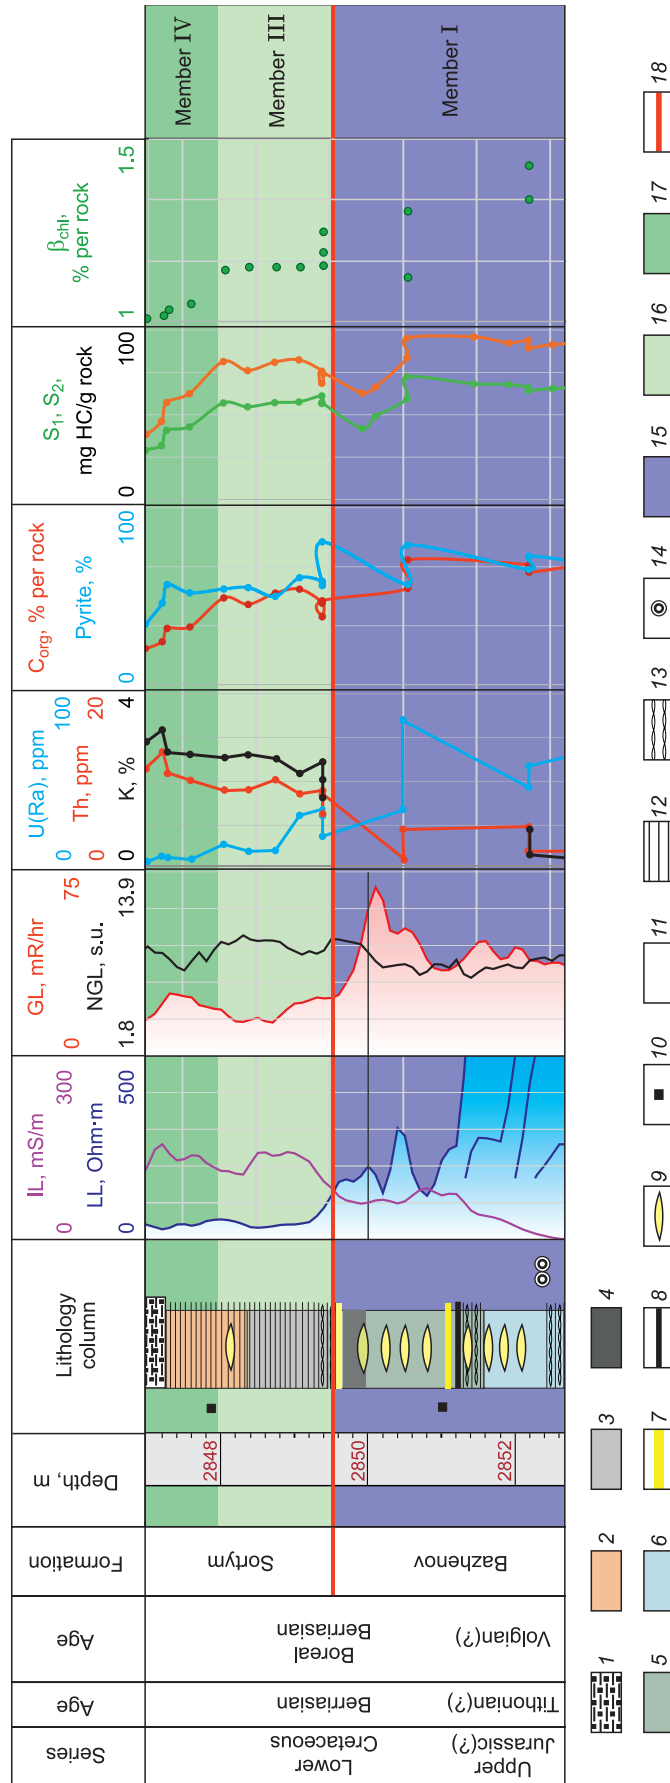 Series
Age
Age
Formation
Depth, m
Lithology
column
IL, mS/m
0 300
LL, Ohm·m
0 500
GL, mR/hr
0 75
NGL, s.u.
1.8 13.9
U(Ra), ppm
0 100
Th, ppm
0 20
K, %
0 4
Corg, % per rock
Pyrite, %
0 100
S1, S2,
mg HC/g rock
0 100
βchl,
% per rock
1 1.5
Lower
Cretaceous
Upper
Jurassic(?)
Berriasian
Tithonian(?)
Boreal
Berriasian
Volgian(?)
Sortym
Bazhenov
2848
2850
2852
Member IV
Member III
Member I
1
2
3
4
5
6
7
8
9
10
11
12
13
14
15
16
17
18